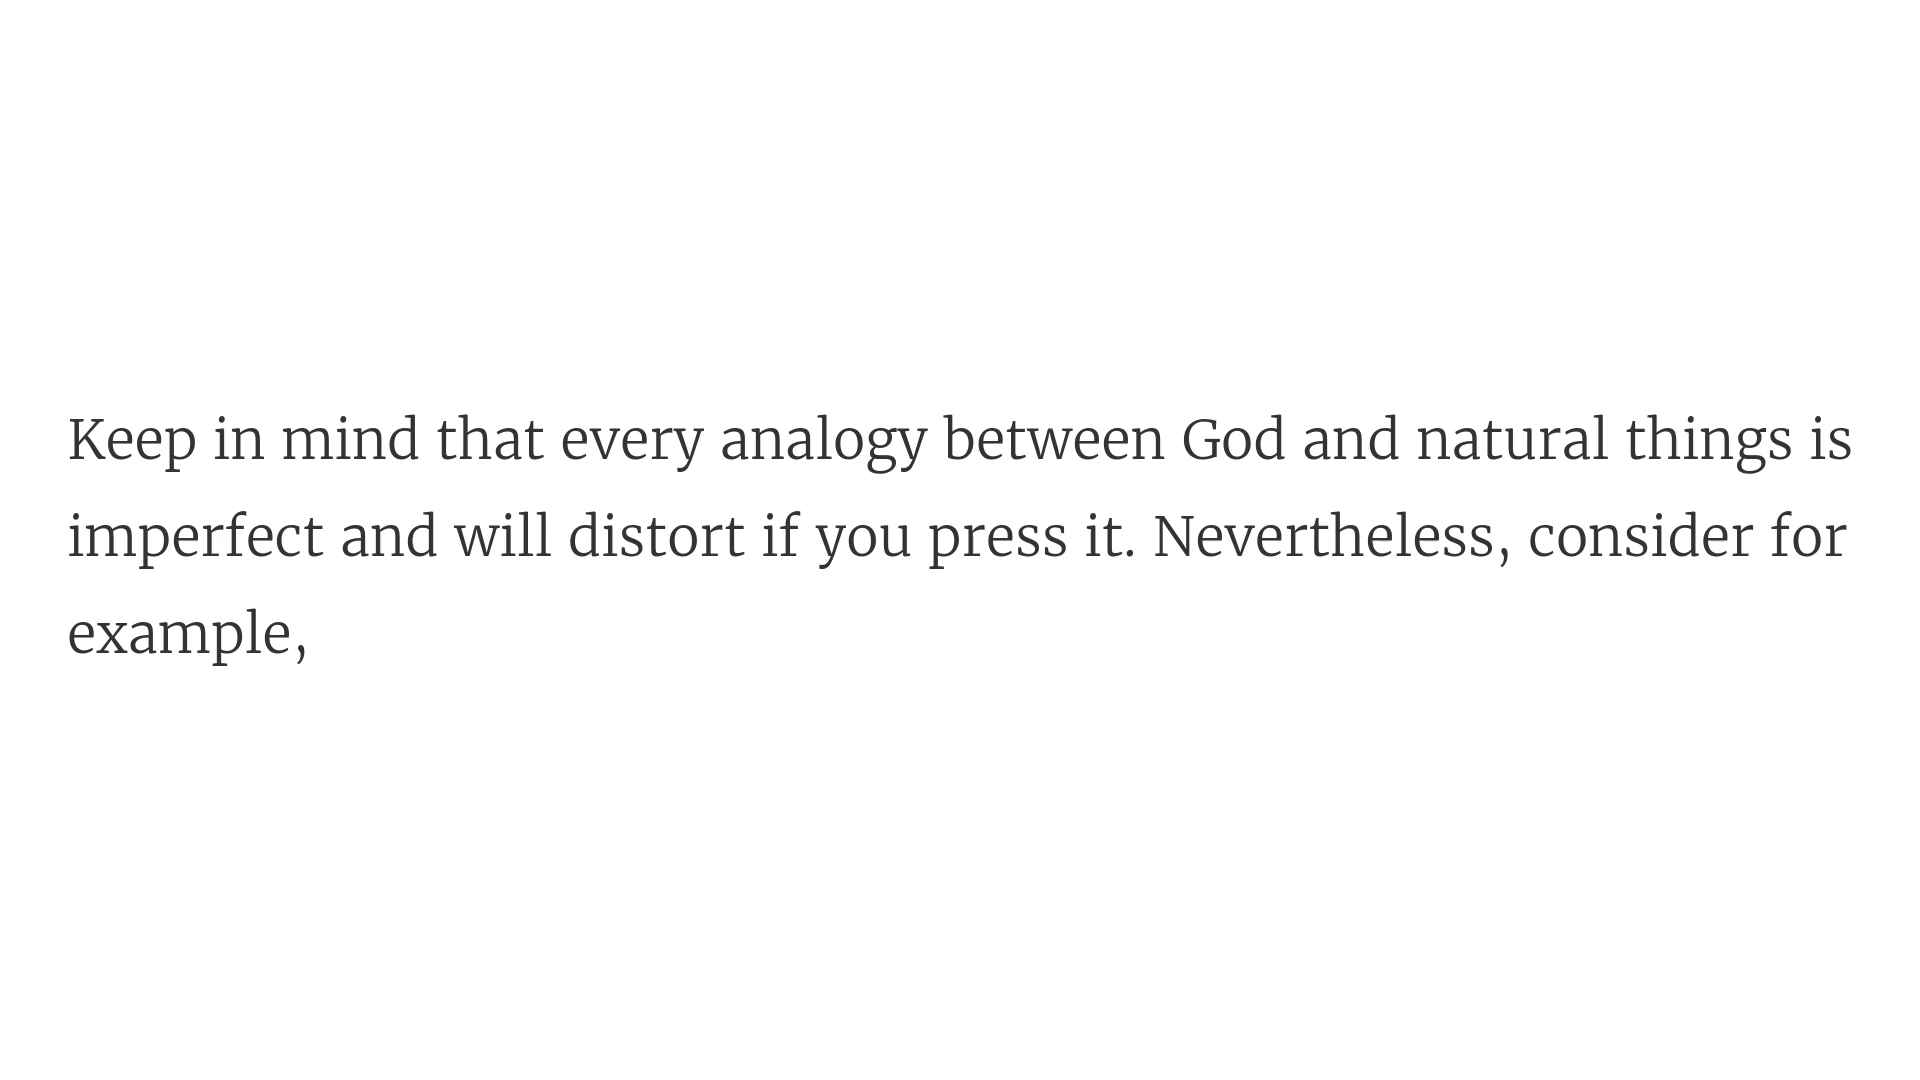 Keep in mind that every analogy between God and natural things is
imperfect and will distort if you press it. Nevertheless, consider for
example,